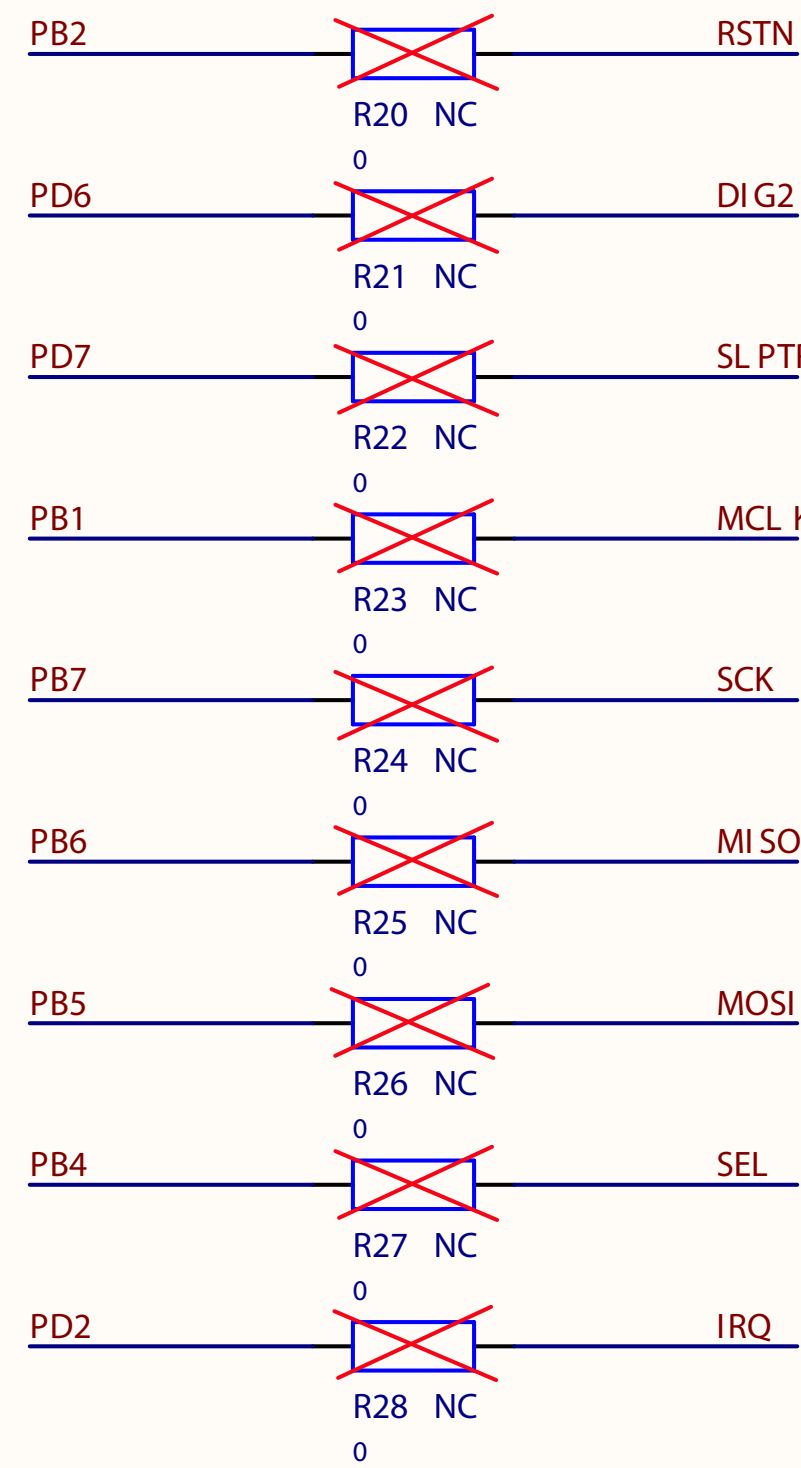 PB2 RSTN
R20 NC
0
PD6 DIG2
R21 NC
0
PD7
R22 NC
0
PB1
R23 NC
0
PB7 SCK
R24 NC
0
PB6 MISO
R25 NC
0
PB5 MOSI
R26 NC
0
PB4 SEL
R27 NC
0
PD2 IRQ
R28 NC
0